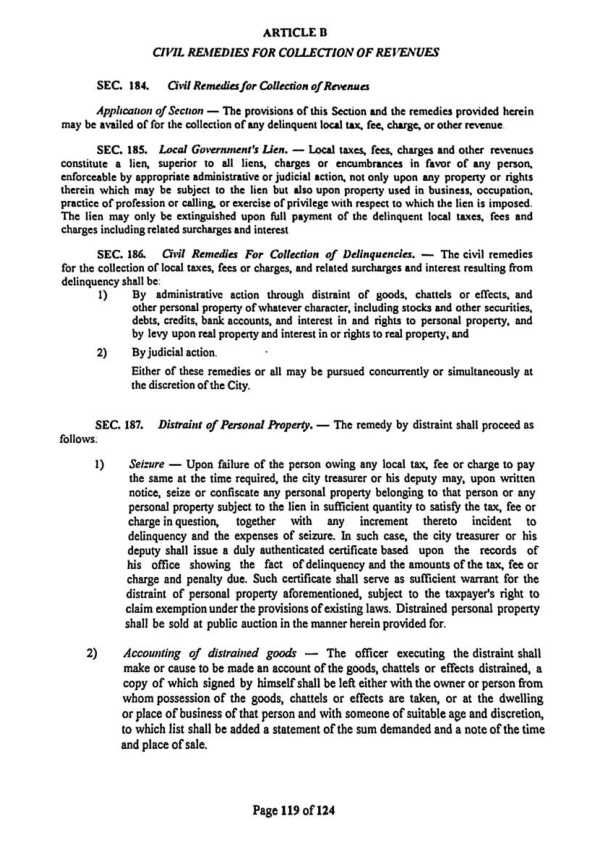 ARTICLE B
CIVIL REMEDIES FOR COLLECTION OF REVENUES
SEC. 184. Civil Remedies for Collection of Revenues
Application of Section — The provisions of this Section and the remedies provided herein
may be availed of for the collection of any delinquent local tax, fee, charge, or other revenue.
SEC. 185. Local Government's Lien. — Local taxes, fees, charges and other revenues
constitute a lien, superior to all liens, charges or encumbrances in favor of any person,
enforceable by appropriate administrative or judicial action, not only upon any property or rights
therein which may be subject to the lien but also upon property used in business, occupation,
practice of profession or calling, or exercise of privilege with respect to which the lien is imposed.
The lien may only be extinguished upon full payment of the delinquent local taxes, fees and
charges including related surcharges and interest
SEC. 186. Civil Remedies For Collection of Delinquencies. — The civil remedies
for the collection of local taxes, fees or charges, and related surcharges and interest resulting from
delinquency shall be:
1) By administrative action through distraint of goods, chattels or effects, and
other personal property of whatever character, including stocks and other securities,
debts, credits, bank accounts, and interest in and rights to personal property, and
by levy upon real property and interest in or rights to real property, and
2) By judicial action.
Either of these remedies or all may be pursued concurrently or simultaneously at
the discretion of the City.
SEC. 187. Distraint of Personal Property. — The remedy by distraint shall proceed as
follows.
1) Seizure — Upon failure of the person owing any local tax, fee or charge to pay
the same at the time required, the city treasurer or his deputy may, upon written
notice, seize or confiscate any personal property belonging to that person or any
personal property subject to the lien in sufficient quantity to satisfy the tax, fee or
charge in question, together with any increment thereto incident to
delinquency and the expenses of seizure. In such case, the city treasurer or his
deputy shall issue a duly authenticated certificate based upon the records of
his office showing the fact of delinquency and the amounts of the tax, fee or
charge and penalty due. Such certificate shall serve as sufficient warrant for the
distraint of personal property aforementioned, subject to the taxpayer's right to
claim exemption under the provisions of existing laws. Distrained personal property
shall be sold at public auction in the manner herein provided for.
2) Accounting of distrained goods — The officer executing the distraint shall
make or cause to be made an account of the goods, chattels or effects distrained, a
copy of which signed by himself shall be left either with the owner or person from
whom possession of the goods, chattels or effects are taken, or at the dwelling
or place of business of that person and with someone of suitable age and discretion,
to which list shall be added a statement of the sum demanded and a note of the time
and place of sale.
Page 119 of 124